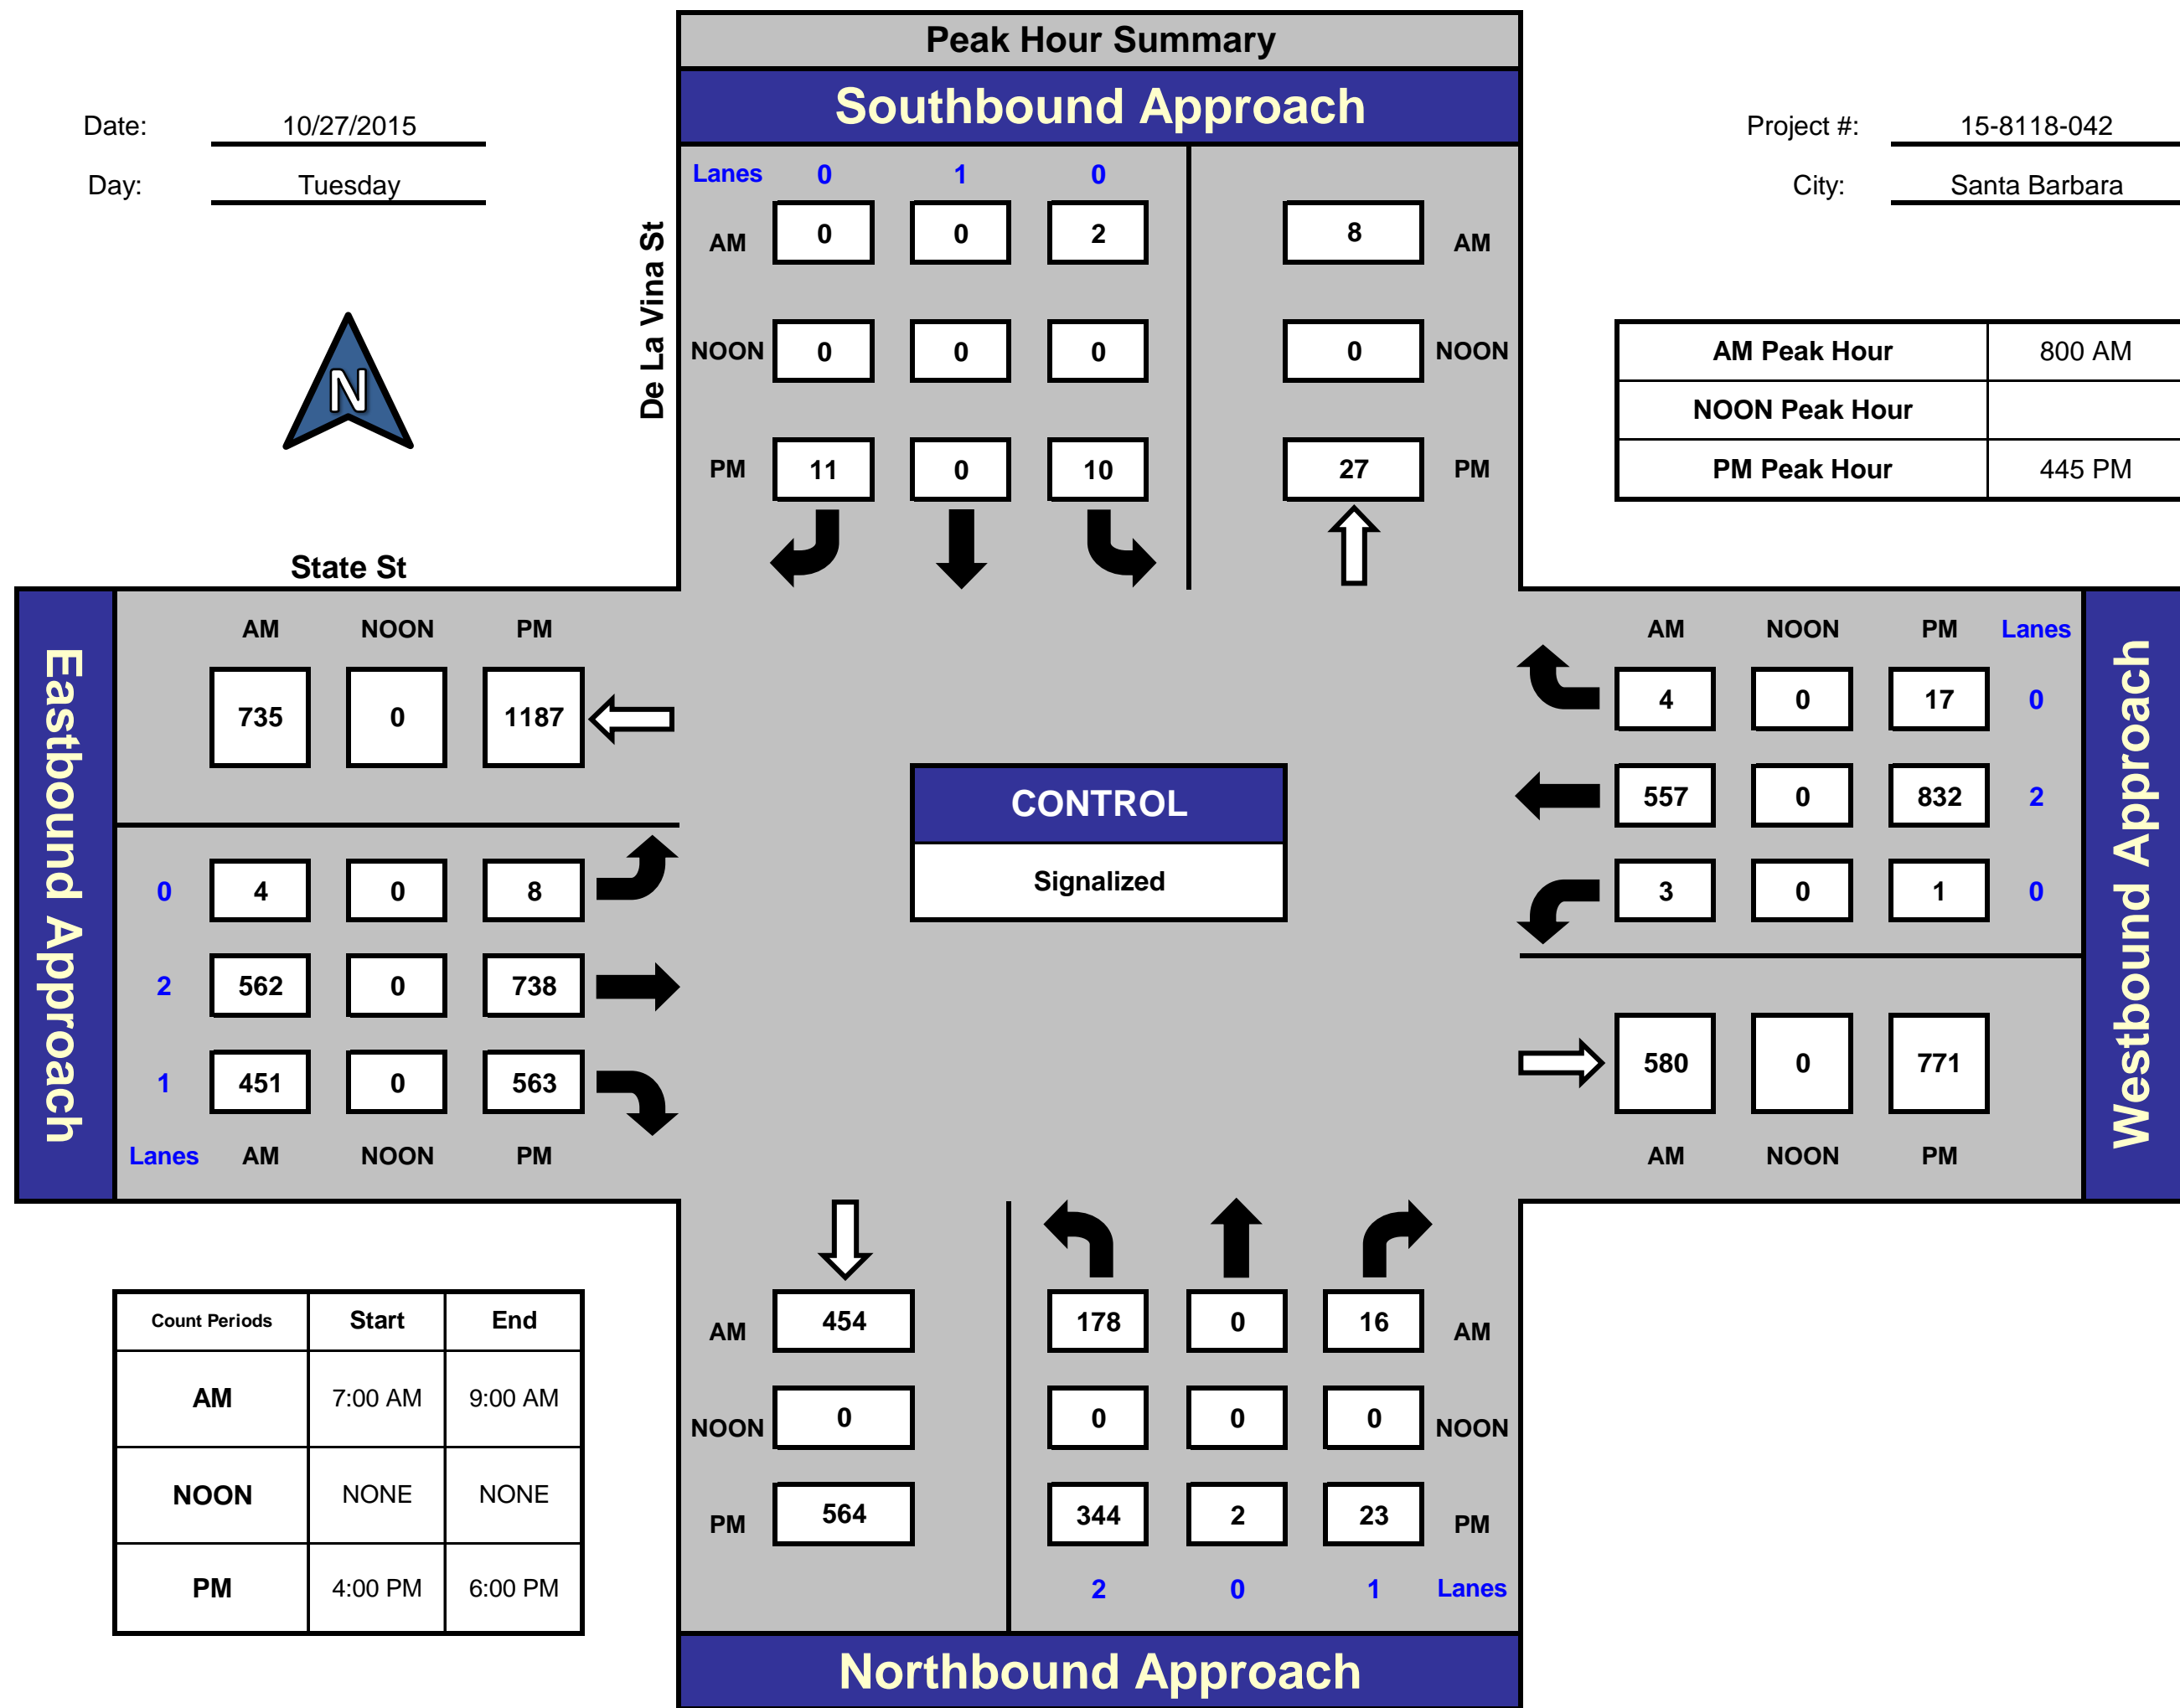 Peak Hour Summary
Southbound Approach
Date: 10/27/2015
Day: Tuesday
Project #: 15-8118-042
City: Santa Barbara
N
De La Vina St
Lanes 0 1 0
AM 0 0 2 8 AM
NOON 0 0 0 0 NOON
PM 11 0 10 27 PM
AM Peak Hour 800 AM
NOON Peak Hour
PM Peak Hour 445 PM
State St
Eastbound Approach
AM NOON PM
735 0 1187
0 4 0 8
2 562 0 738
1 451 0 563
Lanes AM NOON PM
CONTROL
Signalized
AM NOON PM Lanes
4 0 17 0
557 0 832 2
3 0 1 0
580 0 771
AM NOON PM
Westbound Approach
Count Periods Start End
AM 7:00 AM 9:00 AM
NOON NONE NONE
PM 4:00 PM 6:00 PM
AM 454 178 0 16 AM
NOON 0 0 0 0 NOON
PM 564 344 2 23 PM
2 0 1 Lanes
Northbound Approach